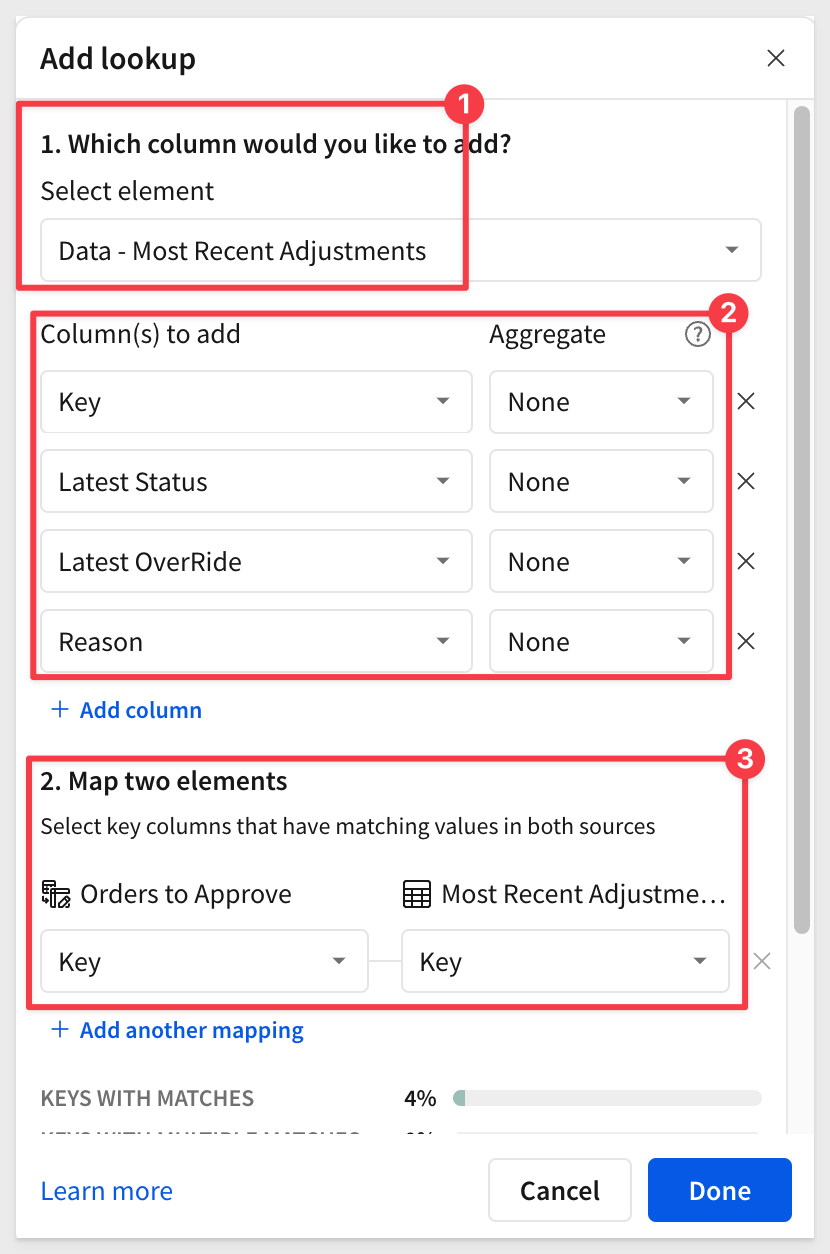 Add lookup
1
1. Which column would you like to add?
Select element
Data - Most Recent Adjustments
2
Column(s) to add Aggregate ?
Key None
Latest Status None
Latest OverRide None
Reason None
+ Add column
3
2. Map two elements
Select key columns that have matching values in both sources
Orders to Approve Most Recent Adjustme…
Key Key
+ Add another mapping
KEYS WITH MATCHES 4%
Learn more Cancel Done